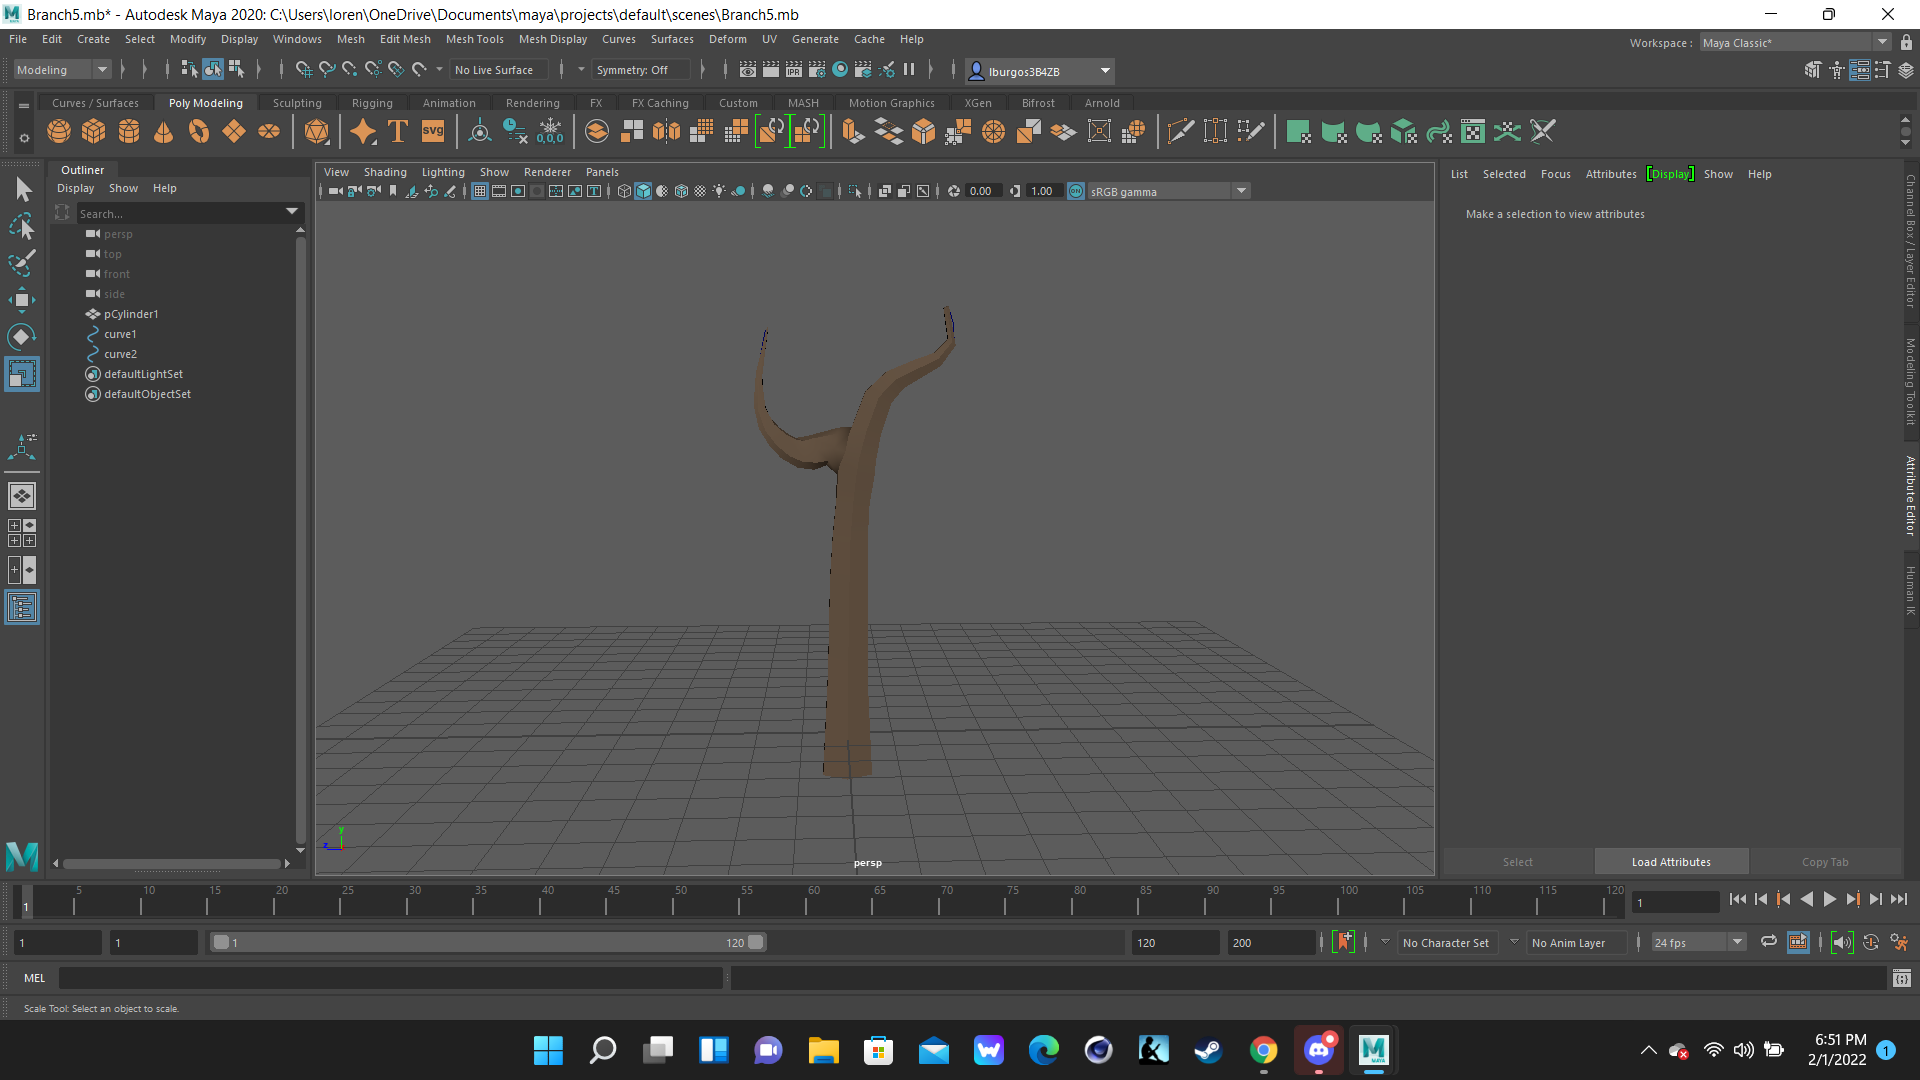 Branch5.mb* - Autodesk Maya 2020: C:\Users\loren\OneDrive\Documents\maya\projects\default\scenes\Branch5.mb
File Edit Create Select Modify Display Windows Mesh Edit Mesh Mesh Tools Mesh Display Curves Surfaces Deform UV Generate Cache Help
Workspace : Maya Classic*
Modeling No Live Surface Symmetry: Off lburgos3B4ZB
Curves / Surfaces Poly Modeling Sculpting Rigging Animation Rendering FX FX Caching Custom MASH Motion Graphics XGen Bifrost Arnold
T SVG 0,0,0
Outliner
Display Show Help
Search...
persp
top
front
side
pCylinder1
curve1
curve2
defaultLightSet
defaultObjectSet
View Shading Lighting Show Renderer Panels
0.00 1.00 ON sRGB gamma
y
z
persp
List Selected Focus Attributes Display Show Help
Make a selection to view attributes
Select Load Attributes Copy Tab
Channel Box / Layer Editor
Modeling Toolkit
Attribute Editor
Human IK
1 5 10 15 20 25 30 35 40 45 50 55 60 65 70 75 80 85 90 95 100 105 110 115 120 1
1 1 1 120 120 200 No Character Set No Anim Layer 24 fps
MEL
Scale Tool: Select an object to scale.
6:51 PM
2/1/2022
1